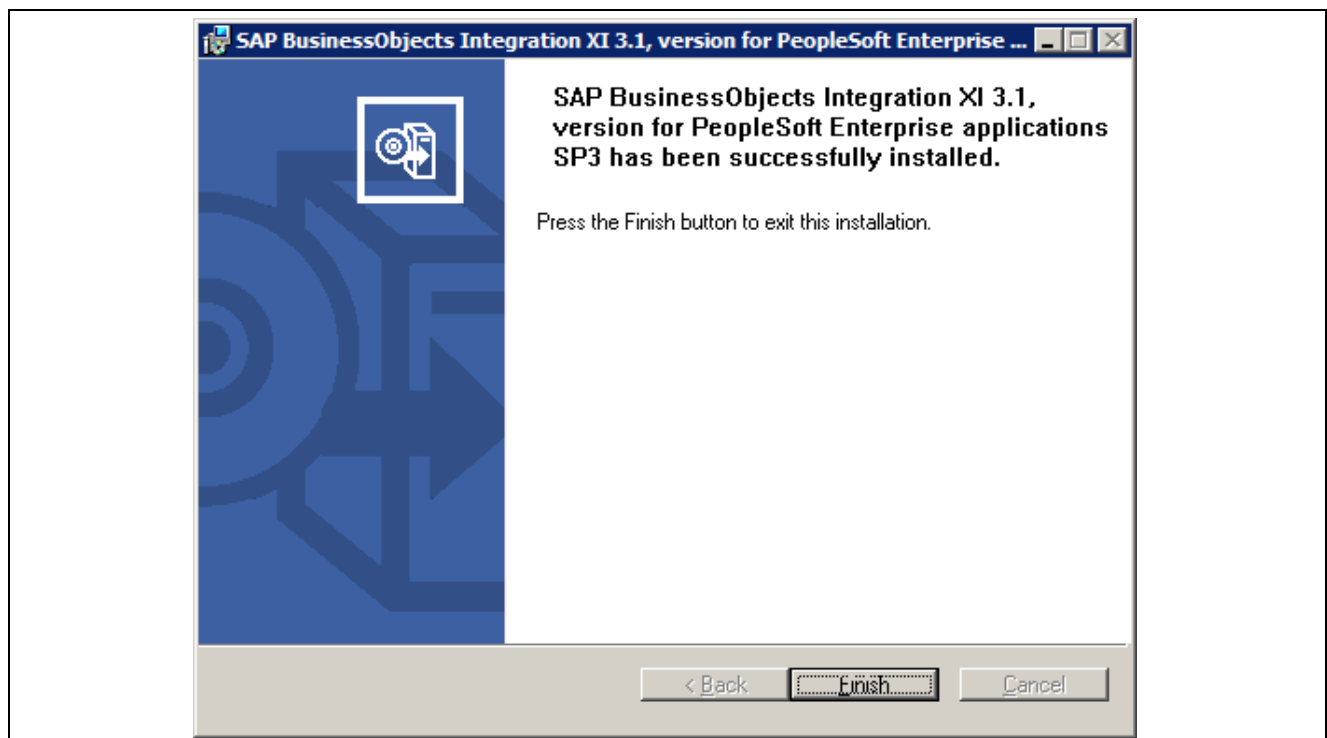 SAP BusinessObjects Integration XI 3.1, version for PeopleSoft Enterprise ...
SAP BusinessObjects Integration XI 3.1,
version for PeopleSoft Enterprise applications
SP3 has been successfully installed.
Press the Finish button to exit this installation.
< Back Finish Cancel